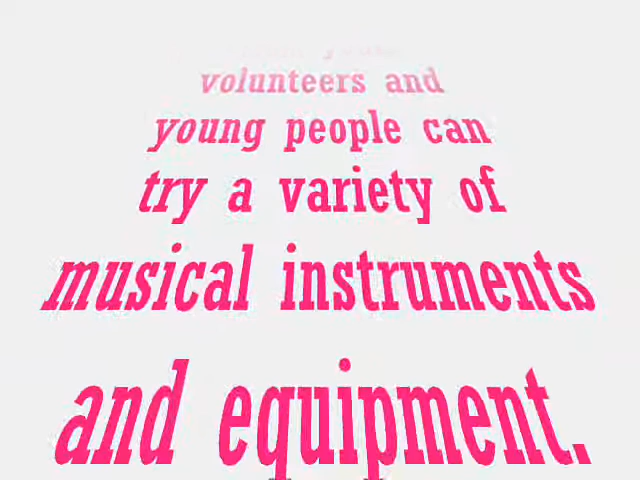 volunteers and
young people can
try a variety of
musical instruments
and equipment.